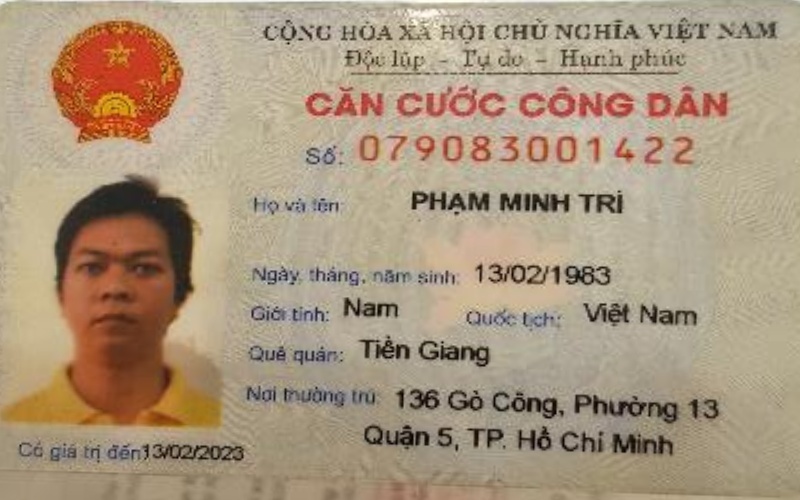 CỘNG HÒA XÃ HỘI CHỦ NGHĨA VIỆT NAM
Độc lập - Tự do - Hạnh phúc
CĂN CƯỚC CÔNG DÂN
Số: 079083001422
Họ và tên: PHẠM MINH TRÍ
Ngày, tháng, năm sinh: 13/02/1983
Giới tính: Nam Quốc tịch: Việt Nam
Quê quán: Tiền Giang
Nơi thường trú: 136 Gò Công, Phường 13
Quận 5, TP. Hồ Chí Minh
Có giá trị đến 13/02/2023